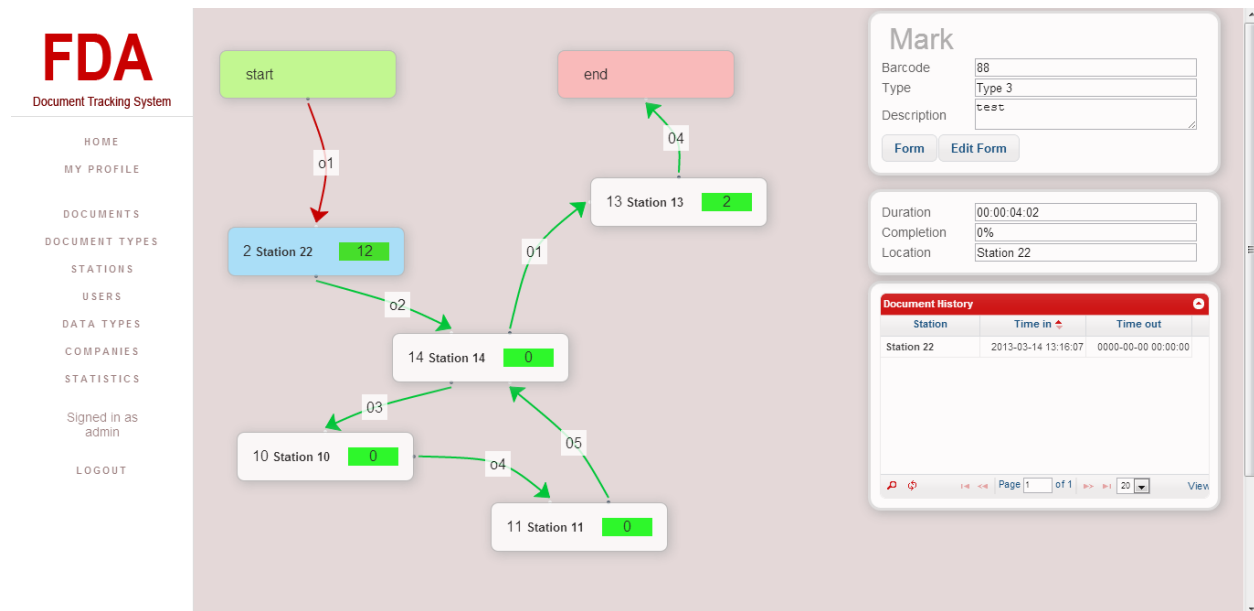 FDA
Document Tracking System
HOME
MY PROFILE
DOCUMENTS
DOCUMENT TYPES
STATIONS
USERS
DATA TYPES
COMPANIES
STATISTICS
Signed in as
admin
LOGOUT
start
end
o1
04
13 Station 13 2
2 Station 22 12
01
o2
14 Station 14 0
03
10 Station 10 0
o4
05
11 Station 11 0
Mark
Barcode 88
Type Type 3
Description test
Form Edit Form
Duration 00:00:04:02
Completion 0%
Location Station 22
Document History
Station Time in Time out
Station 22 2013-03-14 13:16:07 0000-00-00 00:00:00
Page 1 of 1 20 View